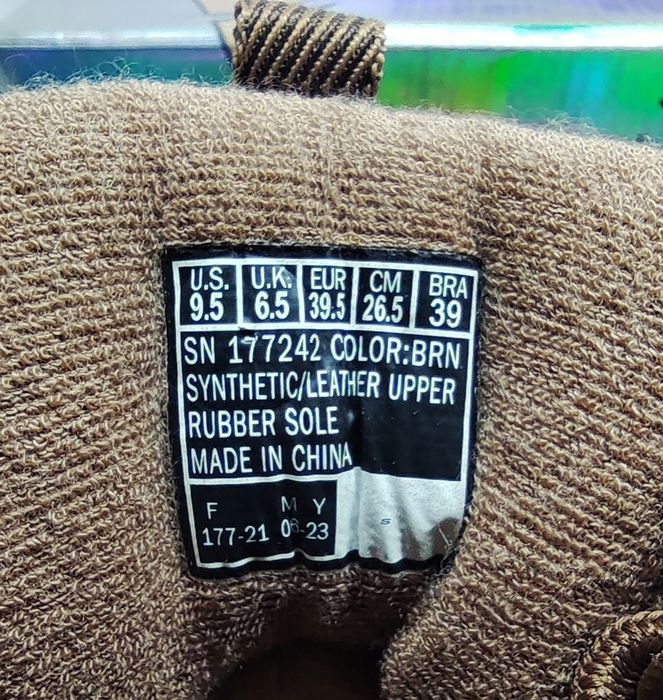 U.S. U.K. EUR CM BRA
9.5 6.5 39.5 26.5 39
SN 177242 COLOR:BRN
SYNTHETIC/LEATHER UPPER
RUBBER SOLE
MADE IN CHINA
F M Y
177-21 06-23
S